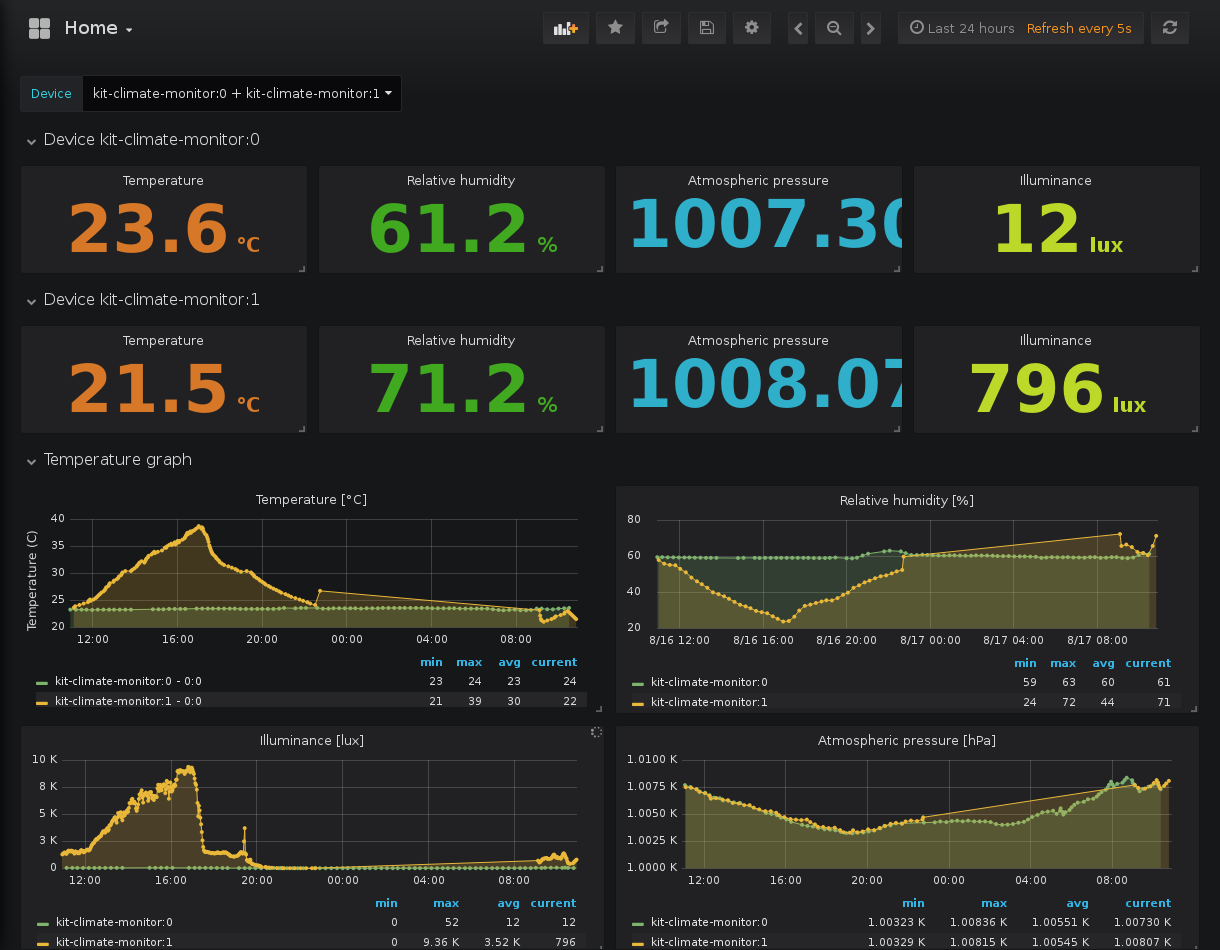 Home
Last 24 hours Refresh every 5s
Device kit-climate-monitor:0 + kit-climate-monitor:1
Device kit-climate-monitor:0
Temperature Relative humidity Atmospheric pressure Illuminance
23.6 °C 61.2 % 1007.30 12 lux
Device kit-climate-monitor:1
Temperature Relative humidity Atmospheric pressure Illuminance
21.5 °C 71.2 % 1008.07 796 lux
Temperature graph
Temperature [°C]
Temperature (C)
40
35
30
25
20
12:00 16:00 20:00 00:00 04:00 08:00
min max avg current
kit-climate-monitor:0 - 0:0 23 24 23 24
kit-climate-monitor:1 - 0:0 21 39 30 22
Relative humidity [%]
80
60
40
20
8/16 12:00 8/16 16:00 8/16 20:00 8/17 00:00 8/17 04:00 8/17 08:00
min max avg current
kit-climate-monitor:0 59 63 60 61
kit-climate-monitor:1 24 72 44 71
Illuminance [lux]
10 K
8 K
5 K
3 K
0
12:00 16:00 20:00 00:00 04:00 08:00
min max avg current
kit-climate-monitor:0 0 52 12 12
kit-climate-monitor:1 0 9.36 K 3.52 K 796
Atmospheric pressure [hPa]
1.0100 K
1.0075 K
1.0050 K
1.0025 K
1.0000 K
12:00 16:00 20:00 00:00 04:00 08:00
min max avg current
kit-climate-monitor:0 1.00323 K 1.00836 K 1.00551 K 1.00730 K
kit-climate-monitor:1 1.00329 K 1.00815 K 1.00545 K 1.00807 K